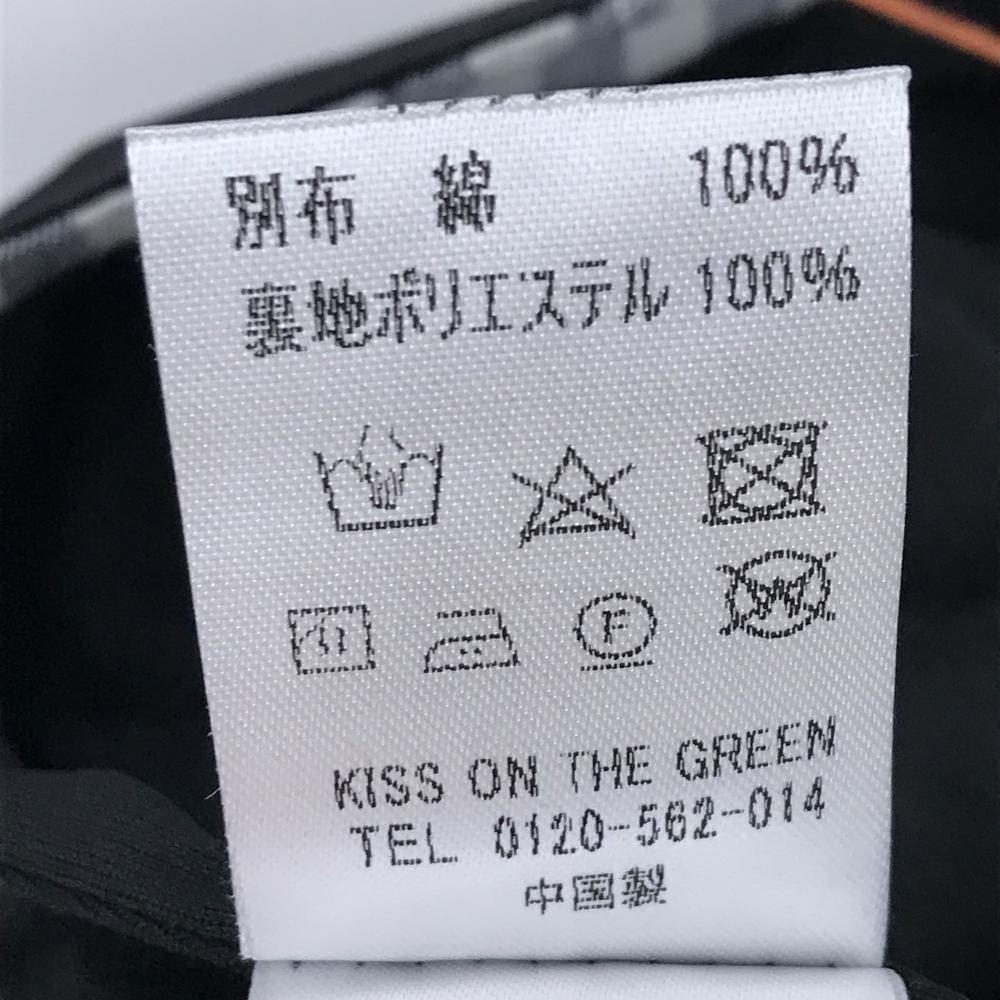 別布 綿 100%
裏地ポリエステル 100%
F W
KISS ON THE GREEN
TEL 0120-562-014
中国製